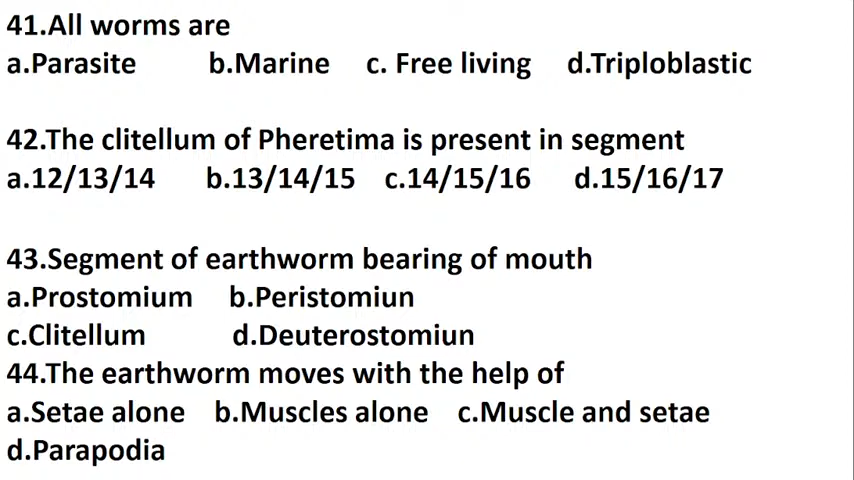 41.All worms are
a.Parasite b.Marine c. Free living d.Triploblastic
42.The clitellum of Pheretima is present in segment
a.12/13/14 b.13/14/15 c.14/15/16 d.15/16/17
43.Segment of earthworm bearing of mouth
a.Prostomium b.Peristomiun
c.Clitellum d.Deuterostomiun
44.The earthworm moves with the help of
a.Setae alone b.Muscles alone c.Muscle and setae
d.Parapodia